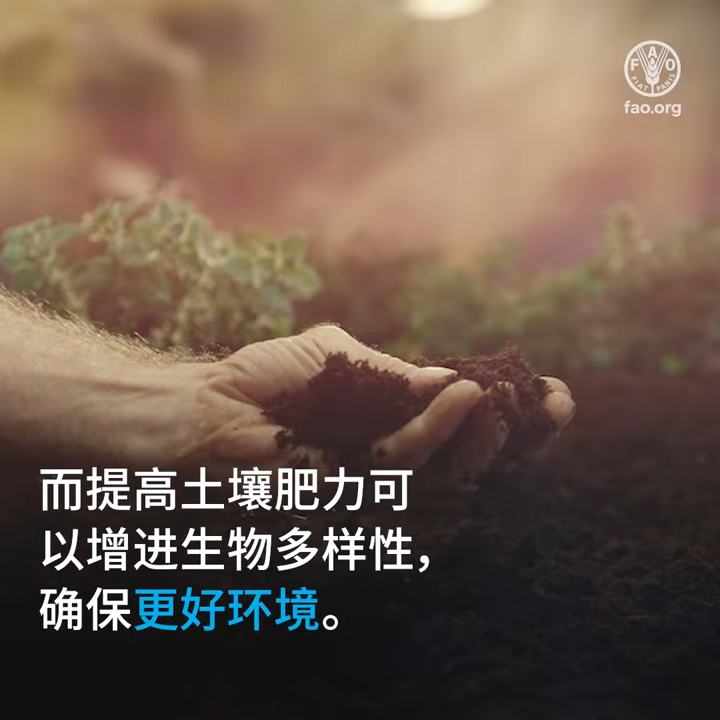 F A O
FIAT PANIS
fao.org
而提高土壤肥力可
以增进生物多样性，
确保更好环境。